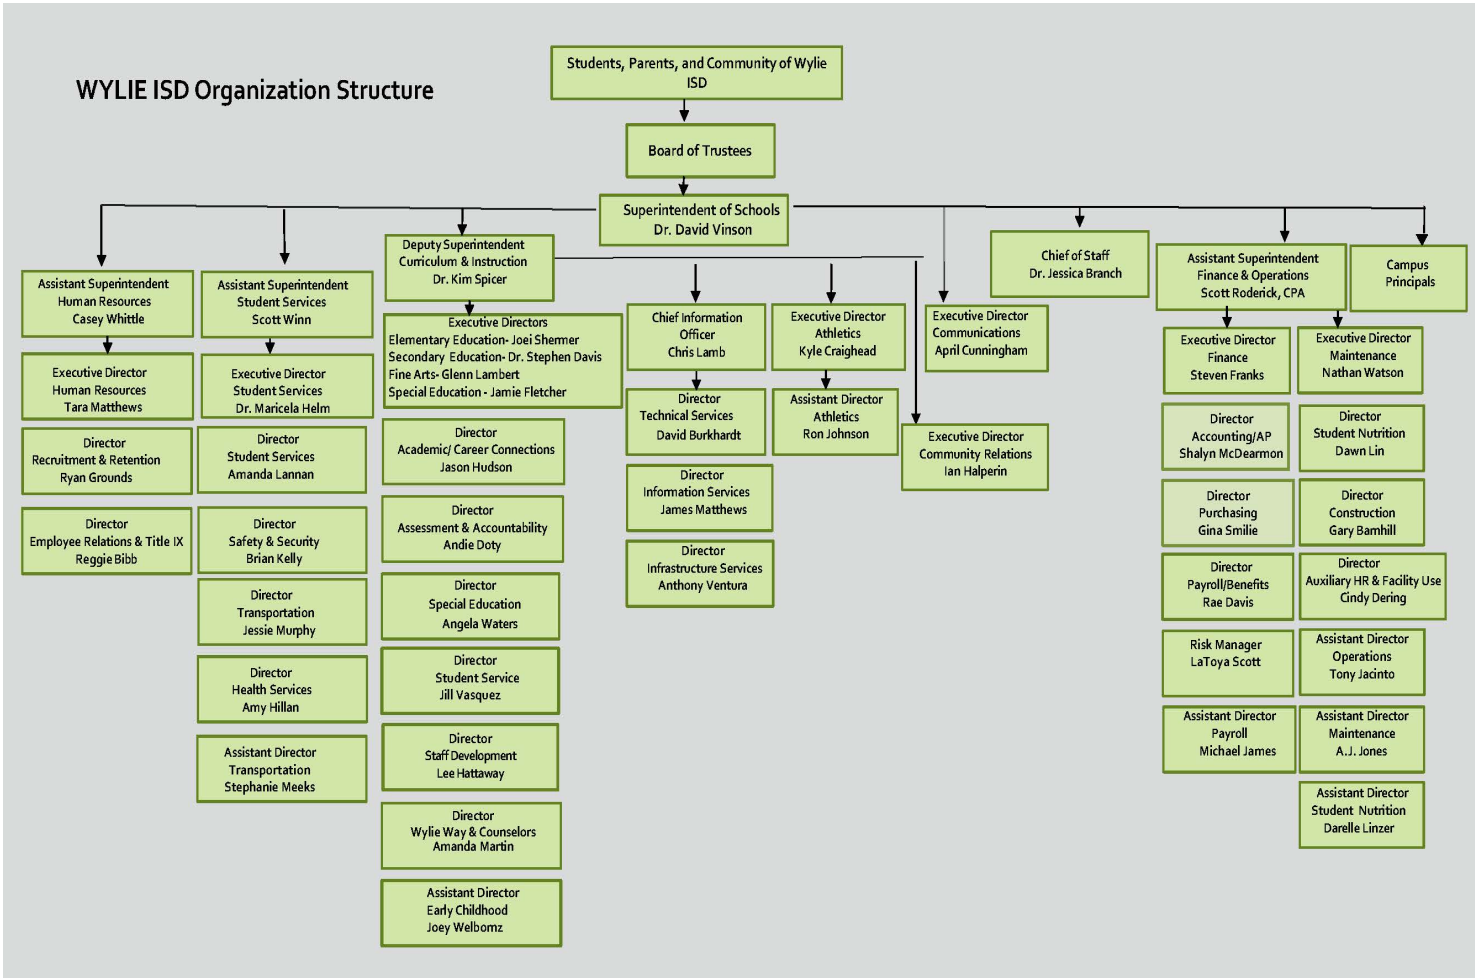 WYLIE ISD Organization Structure
Students, Parents, and Community of Wylie
ISD
Board of Trustees
Superintendent of Schools
Dr. David Vinson
Assistant Superintendent
Human Resources
Casey Whittle
Executive Director
Human Resources
Tara Matthews
Director
Recruitment & Retention
Ryan Grounds
Director
Employee Relations & Title IX
Reggie Bibb
Assistant Superintendent
Student Services
Scott Winn
Executive Director
Student Services
Dr. Maricela Helm
Director
Student Services
Amanda Lannan
Director
Safety & Security
Brian Kelly
Director
Transportation
Jessie Murphy
Director
Health Services
Amy Hillan
Assistant Director
Transportation
Stephanie Meeks
Deputy Superintendent
Curriculum & Instruction
Dr. Kim Spicer
Executive Directors
Elementary Education- Joei Shermer
Secondary Education- Dr. Stephen Davis
Fine Arts- Glenn Lambert
Special Education - Jamie Fletcher
Director
Academic/ Career Connections
Jason Hudson
Director
Assessment & Accountability
Andie Doty
Director
Special Education
Angela Waters
Director
Student Service
Jill Vasquez
Director
Staff Development
Lee Hattaway
Director
Wylie Way & Counselors
Amanda Martin
Assistant Director
Early Childhood
Joey Welbornz
Chief Information
Officer
Chris Lamb
Director
Technical Services
David Burkhardt
Director
Information Services
James Matthews
Director
Infrastructure Services
Anthony Ventura
Executive Director
Athletics
Kyle Craighead
Assistant Director
Athletics
Ron Johnson
Executive Director
Communications
April Cunningham
Executive Director
Community Relations
Ian Halperin
Chief of Staff
Dr. Jessica Branch
Assistant Superintendent
Finance & Operations
Scott Roderick, CPA
Executive Director
Finance
Steven Franks
Director
Accounting/AP
Shalyn McDearmon
Director
Purchasing
Gina Smilie
Director
Payroll/Benefits
Rae Davis
Risk Manager
LaToya Scott
Assistant Director
Payroll
Michael James
Executive Director
Maintenance
Nathan Watson
Director
Student Nutrition
Dawn Lin
Director
Construction
Gary Barnhill
Director
Auxiliary HR & Facility Use
Cindy Dering
Assistant Director
Operations
Tony Jacinto
Assistant Director
Maintenance
A.J. Jones
Assistant Director
Student Nutrition
Darelle Linzer
Campus
Principals